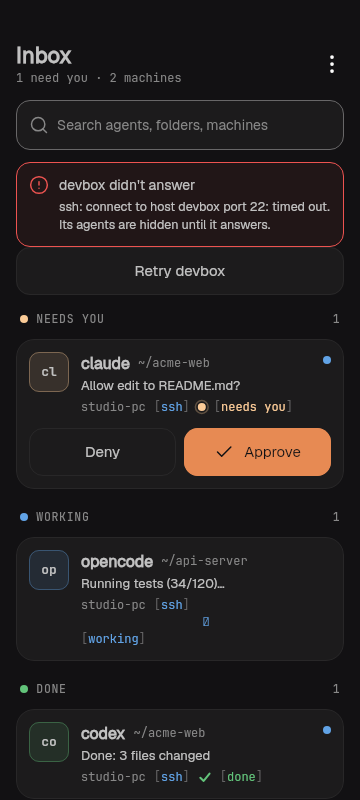 Inbox
1 need you · 2 machines
Search agents, folders, machines
devbox didn't answer
ssh: connect to host devbox port 22: timed out.
Its agents are hidden until it answers.
Retry devbox
NEEDS YOU 1
cl claude ~/acme-web
Allow edit to README.md?
studio-pc [ssh] [needs you]
Deny Approve
WORKING 1
op opencode ~/api-server
Running tests (34/120)…
studio-pc [ssh]
[working]
DONE 1
co codex ~/acme-web
Done: 3 files changed
studio-pc [ssh] ✓ [done]